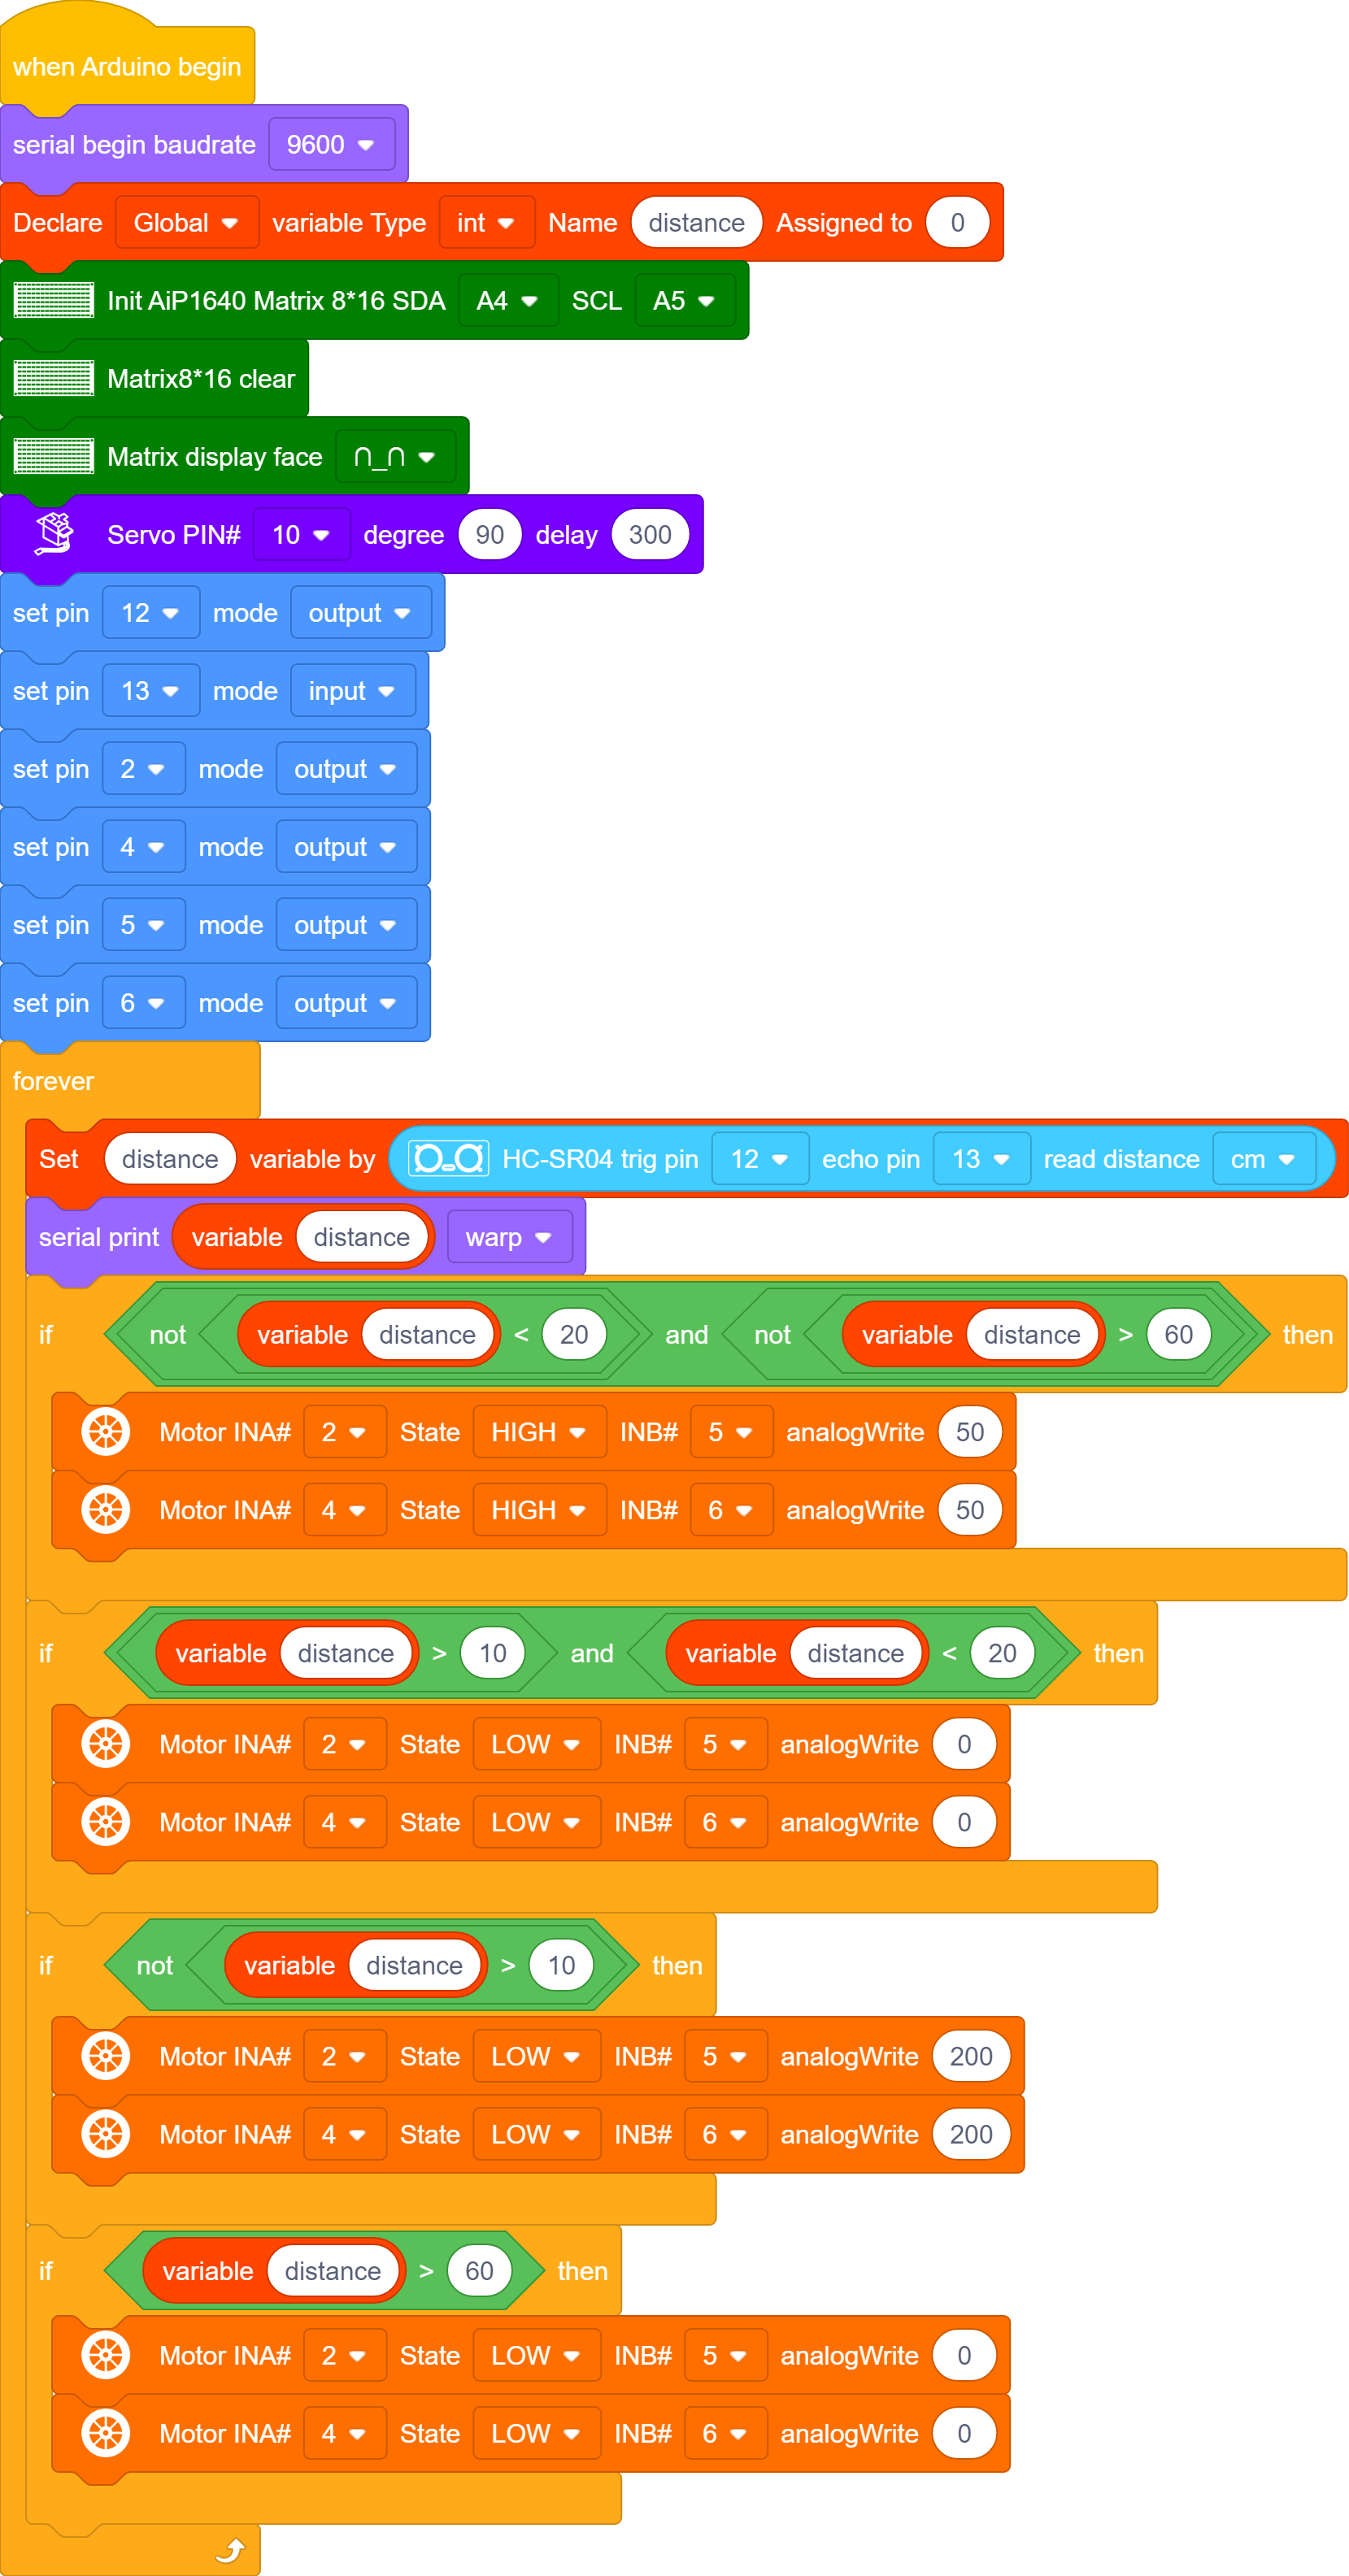 when Arduino begin
serial begin baudrate 9600
Declare Global variable Type int Name distance Assigned to 0
Init AiP1640 Matrix 8*16 SDA A4 SCL A5
Matrix8*16 clear
Matrix display face ∩_∩
Servo PIN# 10 degree 90 delay 300
set pin 12 mode output
set pin 13 mode input
set pin 2 mode output
set pin 4 mode output
set pin 5 mode output
set pin 6 mode output
forever
Set distance variable by HC-SR04 trig pin 12 echo pin 13 read distance cm
serial print variable distance warp
if not variable distance < 20 and not variable distance > 60 then
Motor INA# 2 State HIGH INB# 5 analogWrite 50
Motor INA# 4 State HIGH INB# 6 analogWrite 50
if variable distance > 10 and variable distance < 20 then
Motor INA# 2 State LOW INB# 5 analogWrite 0
Motor INA# 4 State LOW INB# 6 analogWrite 0
if not variable distance > 10 then
Motor INA# 2 State LOW INB# 5 analogWrite 200
Motor INA# 4 State LOW INB# 6 analogWrite 200
if variable distance > 60 then
Motor INA# 2 State LOW INB# 5 analogWrite 0
Motor INA# 4 State LOW INB# 6 analogWrite 0